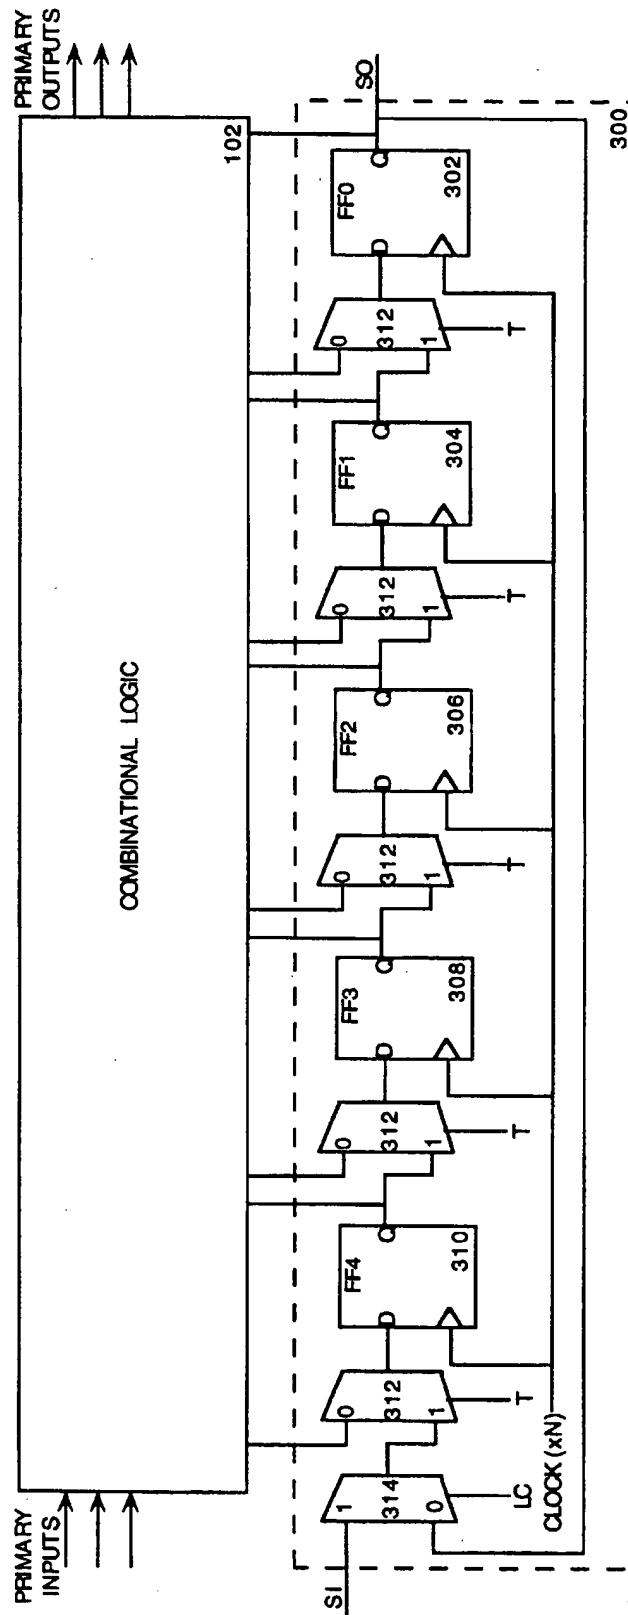 PRIMARY
INPUTS
COMBINATIONAL LOGIC
102
PRIMARY
OUTPUTS
SI
1
314
0
LC
0
312
1
T
FF4
D
Q
310
0
312
1
T
FF3
D
Q
308
0
312
1
T
FF2
D
Q
306
0
312
1
T
FF1
D
Q
304
0
312
1
T
FF0
D
Q
302
SO
CLOCK (xN)
300